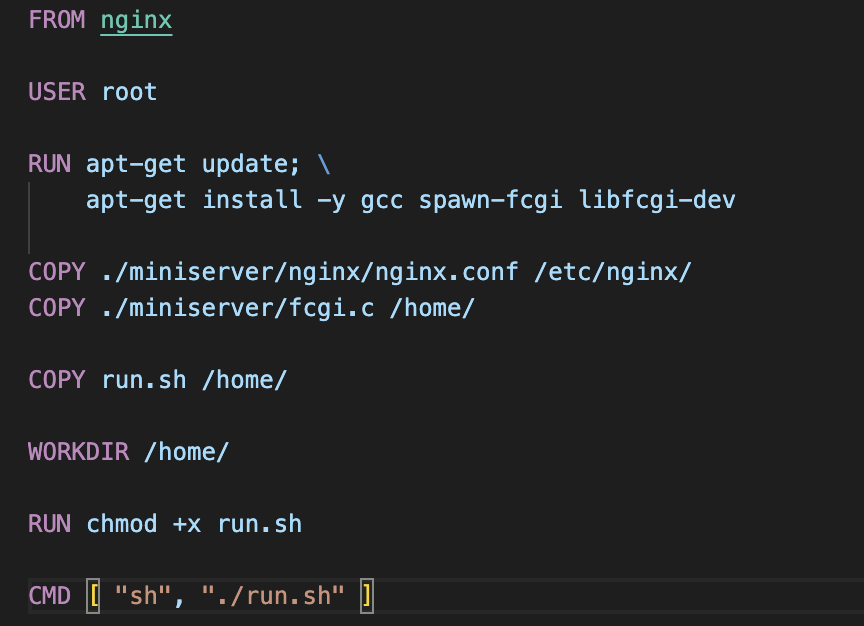 FROM nginx
USER root
RUN apt-get update; \
apt-get install -y gcc spawn-fcgi libfcgi-dev
COPY ./miniserver/nginx/nginx.conf /etc/nginx/
COPY ./miniserver/fcgi.c /home/
COPY run.sh /home/
WORKDIR /home/
RUN chmod +x run.sh
CMD [ "sh", "./run.sh" ]